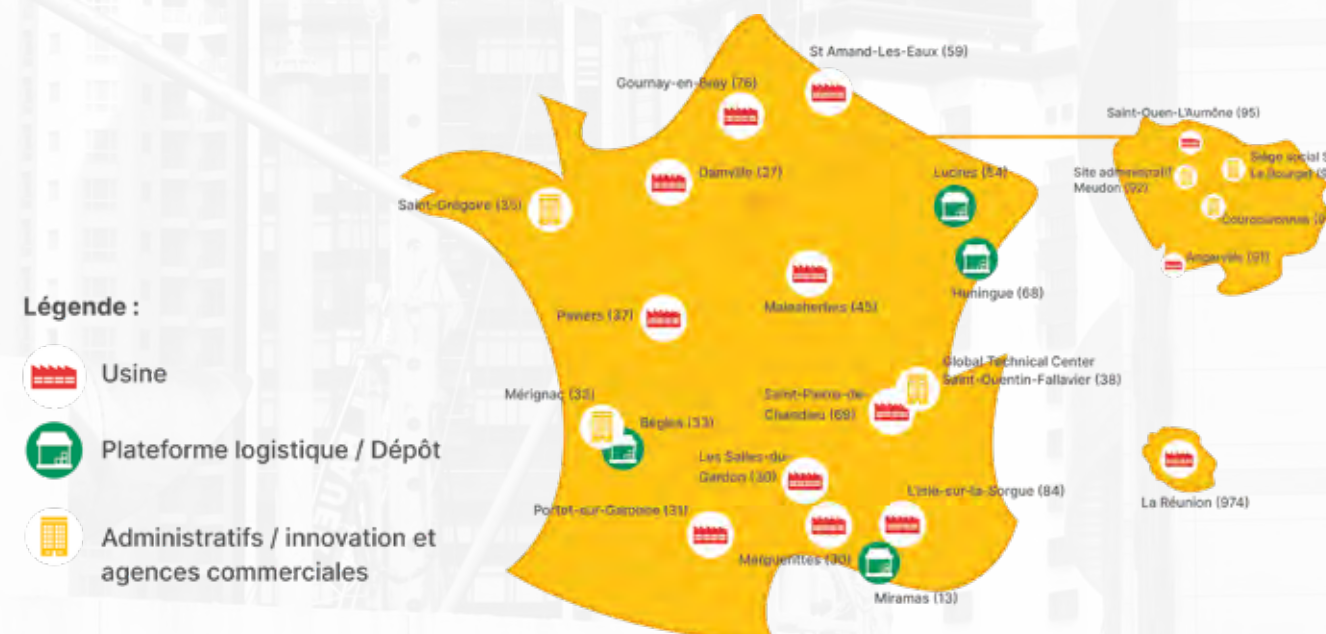 St Amand-Les-Eaux (59)
Gournay-en-Bray (76)
Saint-Ouen-L'Aumône (95)
Damville (27)
Lucres (54)
Siège social S
Le Bourget (9
Site administratif
Meudon (92)
Saint-Grégoire (35)
Courcouronnes (9
Angerville (91)
Huningue (68)
Légende :
Malesherbes (45)
(37)
Usine
Global Technical Center
Saint-Quentin-Fallavier (38)
Mérignac (33)
Saint-Pierre-de-
Chandieu (69)
Bègles (33)
Plateforme logistique / Dépôt
Les Salles-du-
Gardon (30)
L'Isle-sur-la-Sorgue (84)
La Réunion (974)
Portet-sur-Garonne (31)
Administratifs / innovation et
agences commerciales
Marguerittes (30)
Miramas (13)